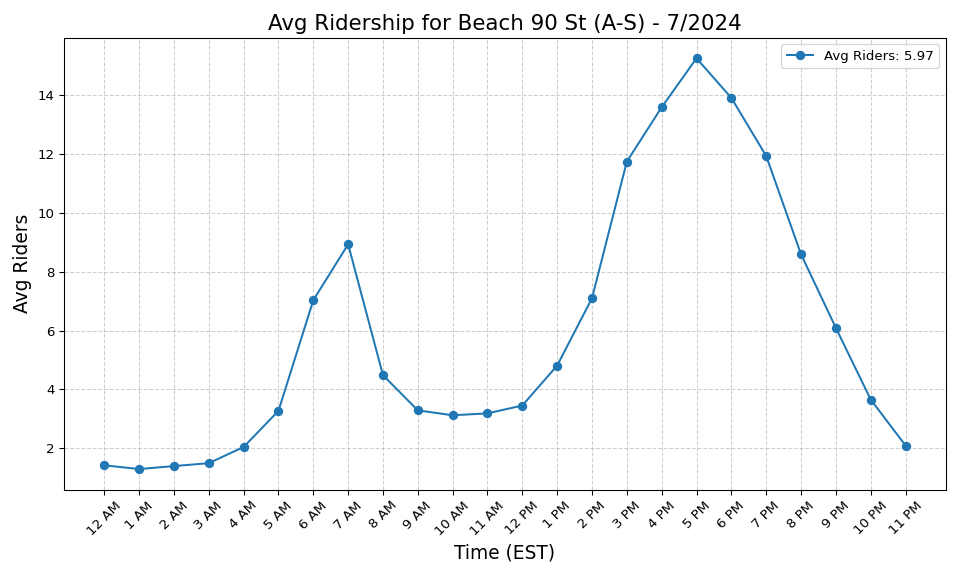 Avg Ridership for Beach 90 St (A-S) - 7/2024
Avg Riders: 5.97
Avg Riders
14
12
10
8
6
4
2
12 AM
1 AM
2 AM
3 AM
4 AM
5 AM
6 AM
7 AM
8 AM
9 AM
10 AM
11 AM
12 PM
1 PM
2 PM
3 PM
4 PM
5 PM
6 PM
7 PM
8 PM
9 PM
10 PM
11 PM
Time (EST)